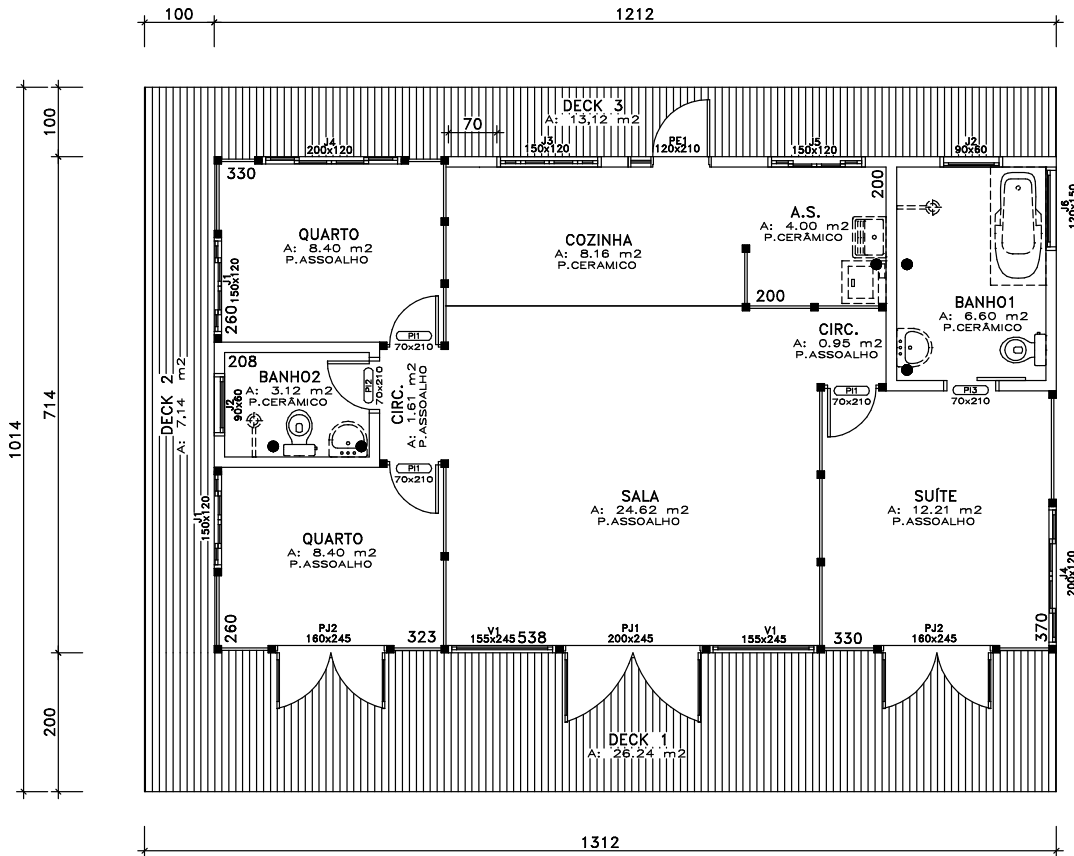 100
1212
100
714
200
1014
DECK 3
A: 13,12 m2
70
J4
200x120
J3
150x120
PE1
120x210
J5
150x120
J2
90x60
J6
120x150
330
QUARTO
A: 8.40 m2
P.ASSOALHO
J1
150x120
260
COZINHA
A: 8.16 m2
P.CERAMICO
200
A.S.
A: 4.00 m2
P.CERÂMICO
200
BANHO1
A: 6.60 m2
P.CERÂMICO
CIRC.
A: 0.95 m2
P.ASSOALHO
PI1
70x210
208
BANHO2
A: 3.12 m2
P.CERÂMICO
J2
90x60
PI2
70x210
CIRC.
A: 1.61 m2
P.ASSOALHO
PI1
70x210
PI1
70x210
PI3
70x210
DECK 2
A: 7,14 m2
J1
150x120
QUARTO
A: 8.40 m2
P.ASSOALHO
260
PJ2
160x245
323
SALA
A: 24.62 m2
P.ASSOALHO
V1
155x245
538
PJ1
200x245
V1
155x245
SUÍTE
A: 12.21 m2
P.ASSOALHO
J4
200x120
330
PJ2
160x245
370
DECK 1
A: 26.24 m2
1312